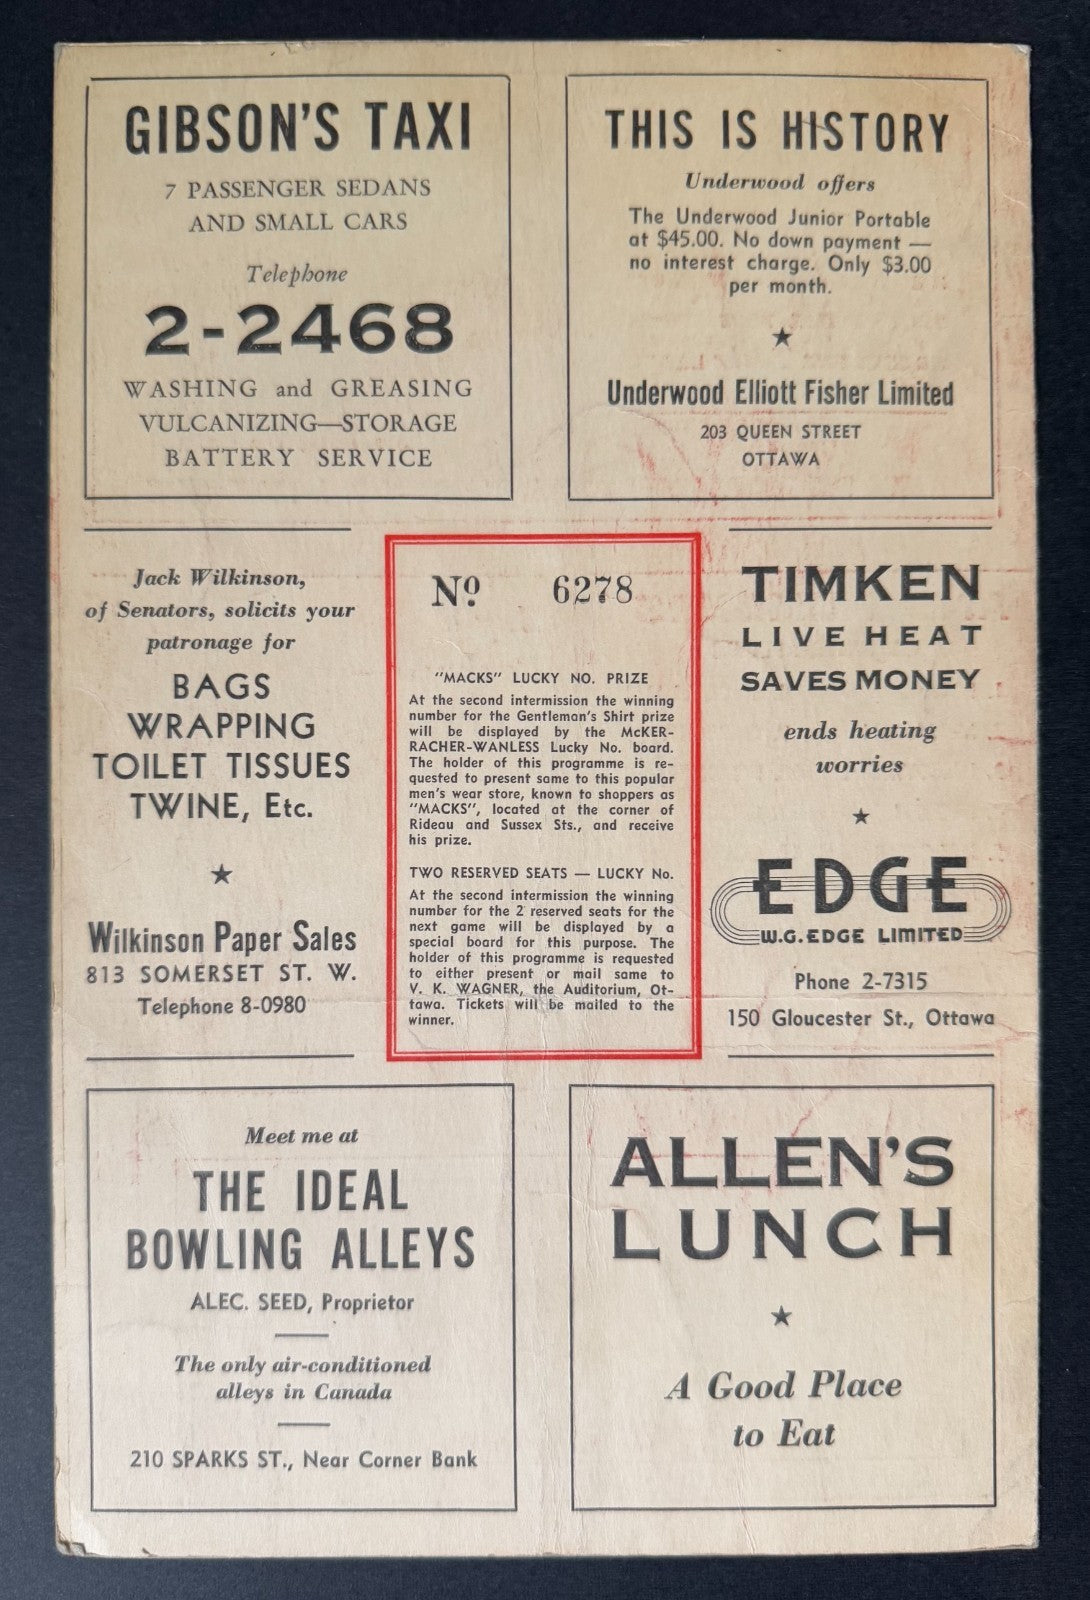 GIBSON'S TAXI
7 PASSENGER SEDANS
AND SMALL CARS
Telephone
2-2468
WASHING and GREASING
VULCANIZING—STORAGE
BATTERY SERVICE
THIS IS HISTORY
Underwood offers
The Underwood Junior Portable
at $45.00. No down payment —
no interest charge. Only $3.00
per month.
★
Underwood Elliott Fisher Limited
203 QUEEN STREET
OTTAWA
Jack Wilkinson,
of Senators, solicits your
patronage for
BAGS
WRAPPING
TOILET TISSUES
TWINE, Etc.
★
Wilkinson Paper Sales
813 SOMERSET ST. W.
Telephone 8-0980
Nº 6278
"MACKS" LUCKY NO. PRIZE
At the second intermission the winning
number for the Gentleman's Shirt prize
will be displayed by the McKER-
RACHER-WANLESS Lucky No. board.
The holder of this programme is re-
quested to present same to this popular
men's wear store, known to shoppers as
"MACKS", located at the corner of
Rideau and Sussex Sts., and receive
his prize.
TWO RESERVED SEATS — LUCKY No.
At the second intermission the winning
number for the 2 reserved seats for the
next game will be displayed by a
special board for this purpose. The
holder of this programme is requested
to either present or mail same to
V. K. WAGNER, the Auditorium, Ot-
tawa. Tickets will be mailed to the
winner.
TIMKEN
LIVE HEAT
SAVES MONEY
ends heating
worries
★
EDGE
W.G. EDGE LIMITED
Phone 2-7315
150 Gloucester St., Ottawa
Meet me at
THE IDEAL
BOWLING ALLEYS
ALEC. SEED, Proprietor
The only air-conditioned
alleys in Canada
210 SPARKS ST., Near Corner Bank
ALLEN'S
LUNCH
★
A Good Place
to Eat